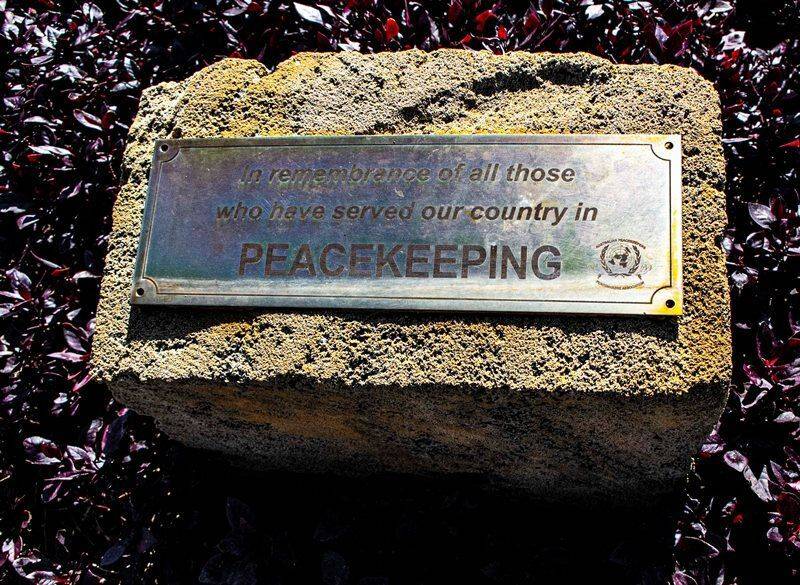 In remembrance of all those
who have served our country in
PEACEKEEPING